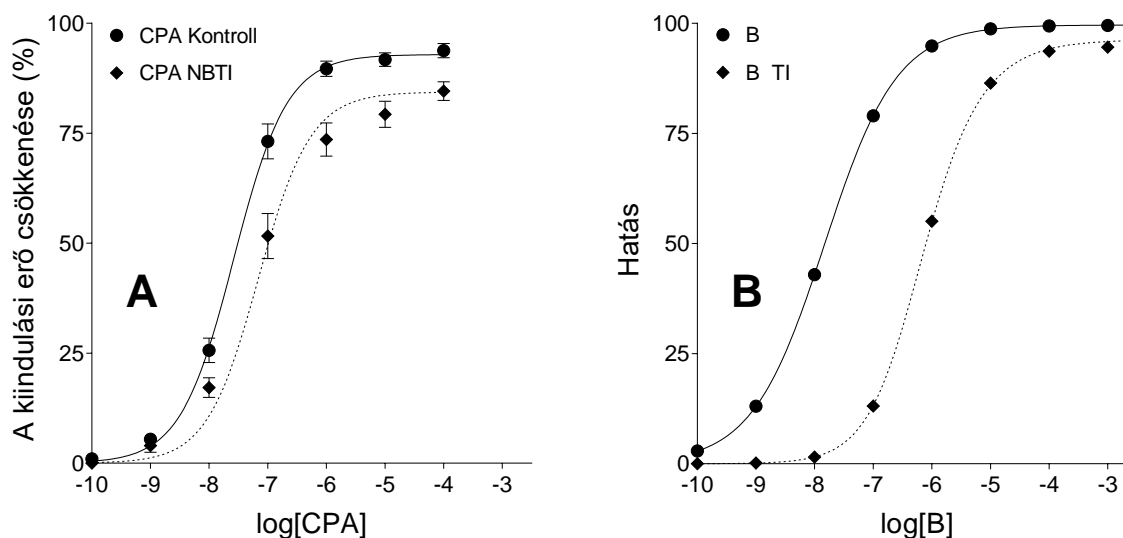 A kiindulási erő csökkenése (%)
100
75
50
25
0
CPA Kontroll
CPA NBTI
A
-10 -9 -8 -7 -6 -5 -4 -3
log[CPA]
Hatás
100
75
50
25
0
B
B TI
B
-10 -9 -8 -7 -6 -5 -4 -3
log[B]